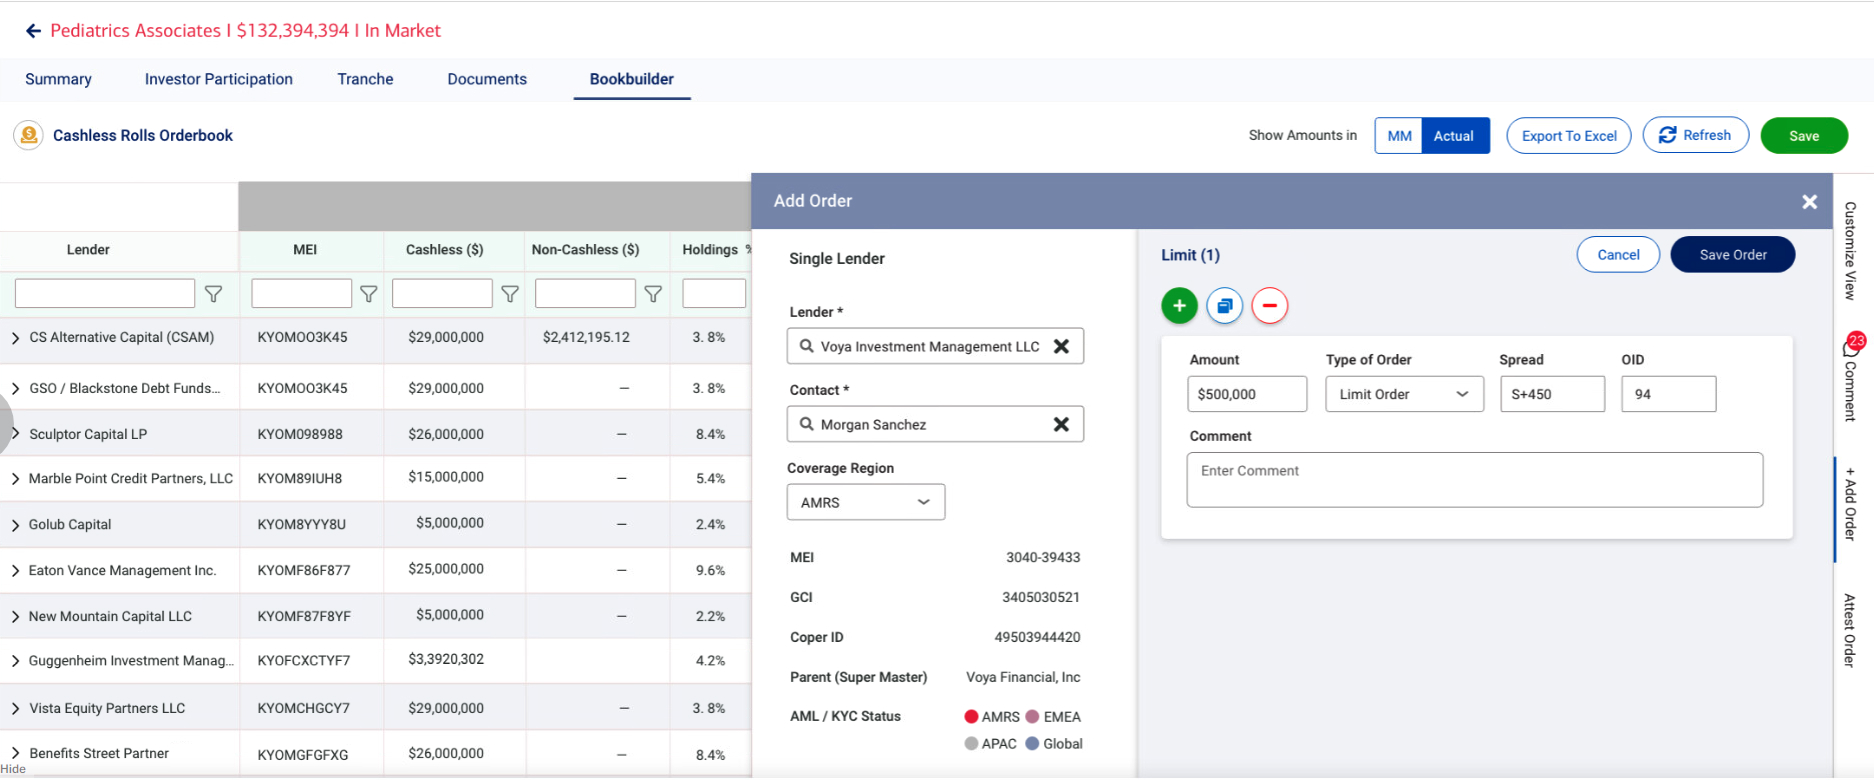 Pediatrics Associates I $132,394,394 I In Market
Summary Investor Participation Tranche Documents Bookbuilder
Cashless Rolls Orderbook
Show Amounts in MM Actual Export To Excel Refresh Save
Lender MEI Cashless ($) Non-Cashless ($) Holdings %
CS Alternative Capital (CSAM) KYOMOO3K45 $29,000,000 $2,412,195.12 3. 8%
GSO / Blackstone Debt Funds... KYOMOO3K45 $29,000,000 — 3. 8%
Sculptor Capital LP KYOM098988 $26,000,000 — 8.4%
Marble Point Credit Partners, LLC KYOM89IUH8 $15,000,000 — 5.4%
Golub Capital KYOM8YYY8U $5,000,000 — 2.4%
Eaton Vance Management Inc. KYOMF86F877 $25,000,000 — 9.6%
New Mountain Capital LLC KYOMF87F8YF $5,000,000 — 2.2%
Guggenheim Investment Manag... KYOFCXCTYF7 $3,3920,302 4.2%
Vista Equity Partners LLC KYOMCHGCY7 $29,000,000 — 3. 8%
Benefits Street Partner KYOMGFGFXG $26,000,000 — 8.4%
Hide
Add Order
Single Lender
Lender *
Voya Investment Management LLC
Contact *
Morgan Sanchez
Coverage Region
AMRS
MEI 3040-39433
GCI 3405030521
Coper ID 49503944420
Parent (Super Master) Voya Financial, Inc
AML / KYC Status AMRS EMEA
APAC Global
Limit (1) Cancel Save Order
Amount Type of Order Spread OID
$500,000 Limit Order S+450 94
Comment
Enter Comment
Customize View
23
Comment
+ Add Order
Attest Order